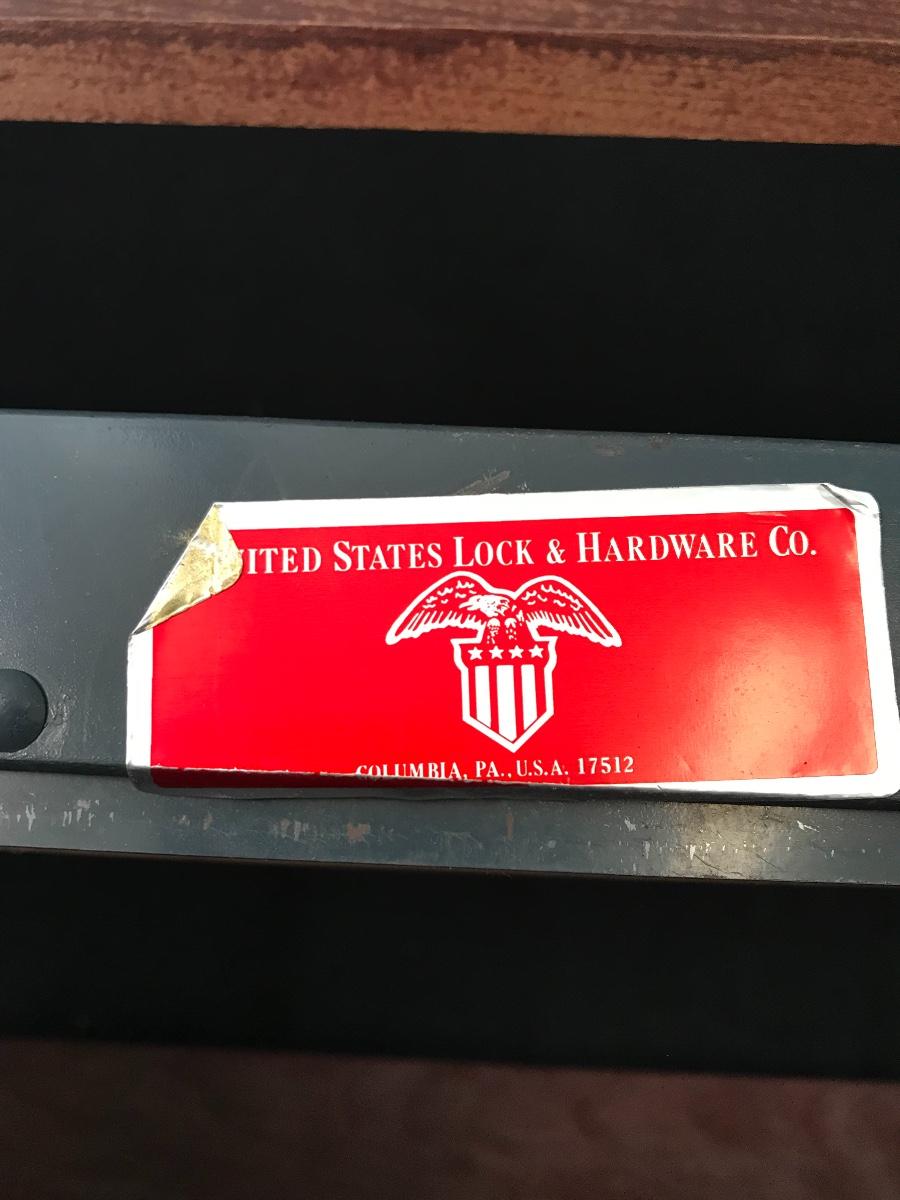 ITED STATES LOCK & HARDWARE CO.
COLUMBIA, PA., U.S.A. 17512